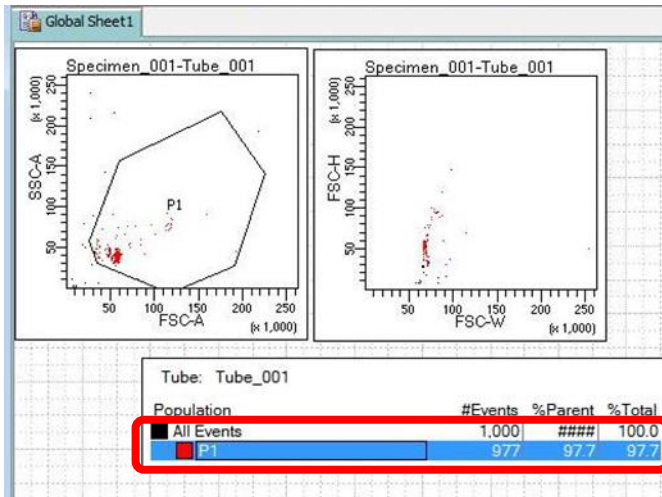 Global Sheet1
Specimen_001-Tube_001
(x 1,000)
SSC-A
50 100 150 200 250
P1
50 100 150 200 250
FSC-A
(x 1,000)
Specimen_001-Tube_001
(x 1,000)
FSC-H
50 100 150 200 250
50 100 150 200 250
FSC-W
(x 1,000)
Tube: Tube_001
Population #Events %Parent %Total
All Events 1,000 #### 100.0
P1 977 97.7 97.7